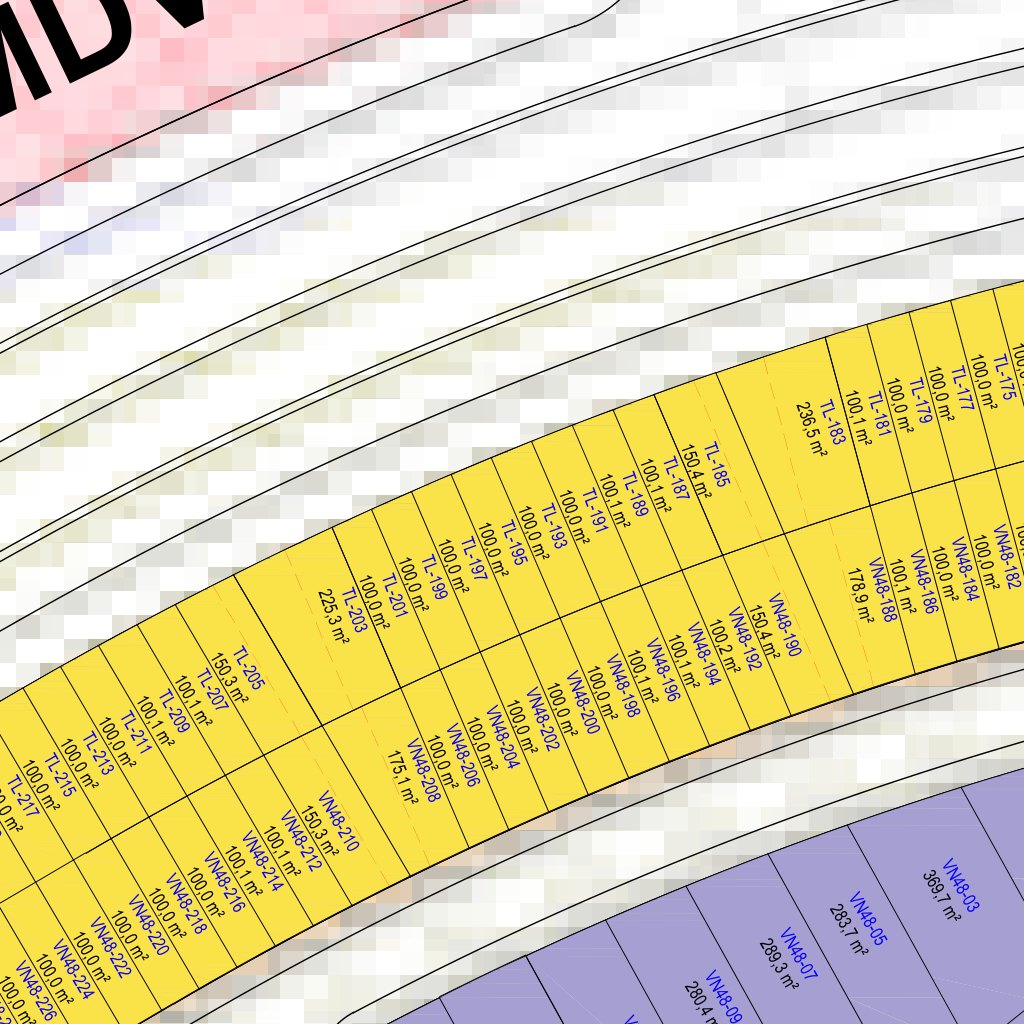 MDV
TL-175
100,0 m²
TL-177
100,0 m²
TL-179
100,0 m²
TL-181
100,1 m²
TL-183
236,5 m²
TL-185
150,4 m²
TL-187
100,1 m²
TL-189
100,1 m²
TL-191
100,0 m²
TL-193
100,0 m²
TL-195
100,0 m²
TL-197
100,0 m²
TL-199
100,0 m²
TL-201
100,0 m²
TL-203
225,3 m²
TL-205
150,3 m²
TL-207
100,1 m²
TL-209
100,1 m²
TL-211
100,0 m²
TL-213
100,0 m²
TL-215
100,0 m²
TL-217
VN48-182
100,0 m²
VN48-184
100,0 m²
VN48-186
100,1 m²
VN48-188
178,9 m²
VN48-190
150,4 m²
VN48-192
100,2 m²
VN48-194
100,1 m²
VN48-196
100,1 m²
VN48-198
100,0 m²
VN48-200
100,0 m²
VN48-202
100,0 m²
VN48-204
100,0 m²
VN48-206
100,0 m²
VN48-208
175,1 m²
VN48-210
150,3 m²
VN48-212
100,1 m²
VN48-214
100,1 m²
VN48-216
100,0 m²
VN48-218
100,0 m²
VN48-220
100,0 m²
VN48-222
100,0 m²
VN48-224
100,0 m²
VN48-226
100,0 m²
VN48-03
369,7 m²
VN48-05
283,7 m²
VN48-07
289,3 m²
VN48-09
280,4 m²